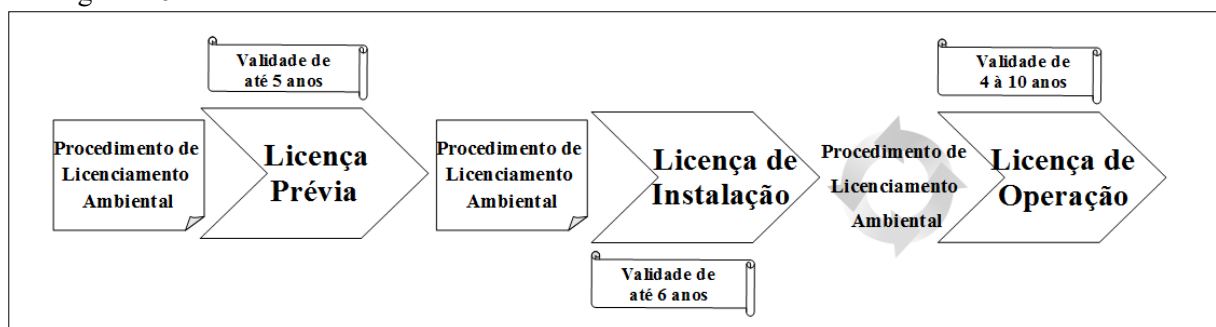 Validade de
até 5 anos
Procedimento de
Licenciamento
Ambiental
Licença
Prévia
Procedimento de
Licenciamento
Ambiental
Licença de
Instalação
Validade de
até 6 anos
Procedimento de
Licenciamento
Ambiental
Validade de
4 à 10 anos
Licença de
Operação